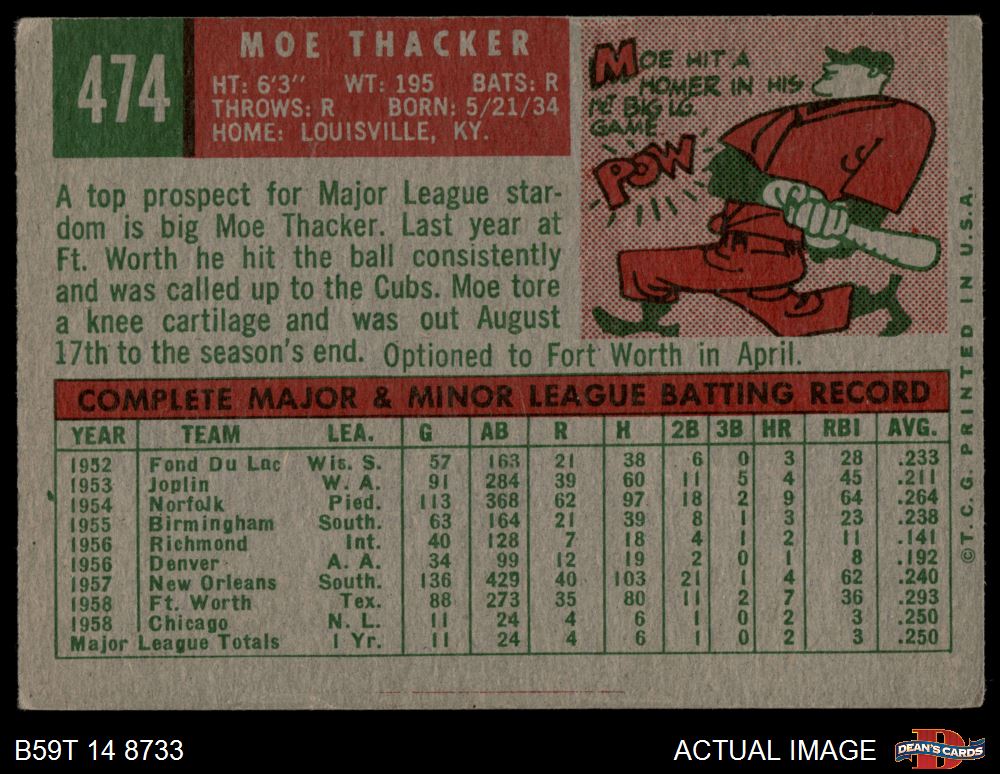 474
MOE THACKER
HT: 6'3" WT: 195 BATS: R
THROWS: R BORN: 5/21/34
HOME: LOUISVILLE, KY.
MOE HIT A
HOMER IN HIS
1ST BIG LG
GAME
POW
A top prospect for Major League star-
dom is big Moe Thacker. Last year at
Ft. Worth he hit the ball consistently
and was called up to the Cubs. Moe tore
a knee cartilage and was out August
17th to the season's end. Optioned to Fort Worth in April.
COMPLETE MAJOR & MINOR LEAGUE BATTING RECORD
YEAR TEAM LEA. G AB R H 2B 3B HR RBI AVG.
1952 Fond Du Lac Wis. S. 57 163 21 38 6 0 3 28 .233
1953 Joplin W. A. 91 284 39 60 11 5 4 45 .211
1954 Norfolk Pied. 113 368 62 97 18 2 9 64 .264
1955 Birmingham South. 63 164 21 39 8 1 3 23 .238
1956 Richmond Int. 40 128 7 18 4 1 2 11 .141
1956 Denver A. A. 34 99 12 19 2 0 1 8 .192
1957 New Orleans South. 136 429 40 103 21 1 4 62 .240
1958 Ft. Worth Tex. 88 273 35 80 11 2 7 36 .293
1958 Chicago N. L. 11 24 4 6 1 0 2 3 .250
Major League Totals 1 Yr. 11 24 4 6 1 0 2 3 .250
©T.C.G. PRINTED IN U.S.A.
B59T 14 8733
ACTUAL IMAGE
DEAN'S CARDS